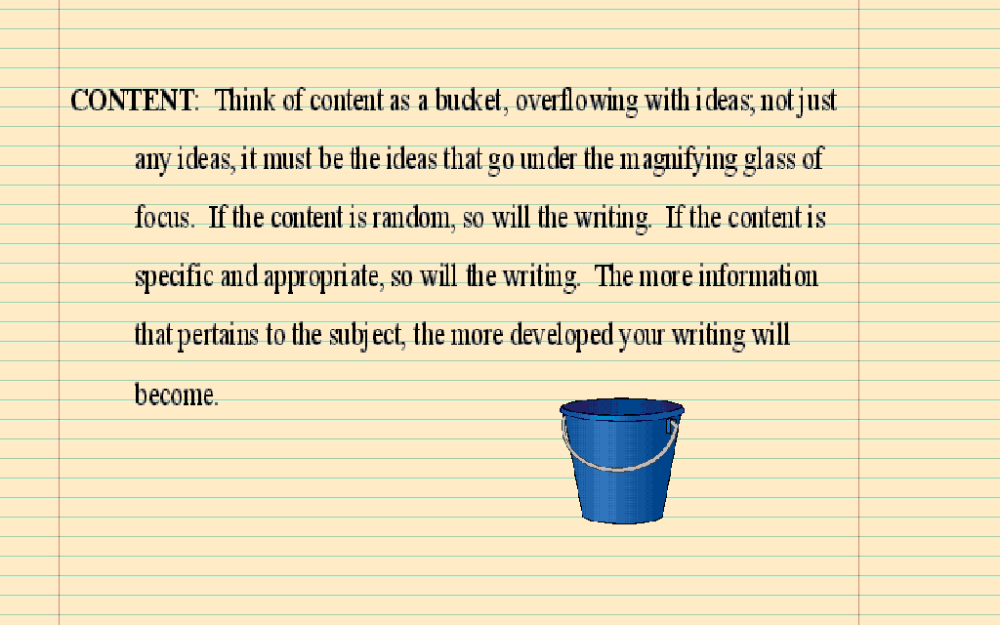 CONTENT:  Think of content as a bucket, overflowing with ideas; not just
any ideas, it must be the ideas that go under the magnifying glass of
focus.  If the content is random, so will the writing.  If the content is
specific and appropriate, so will the writing.  The more information
that pertains to the subject, the more developed your writing will
become.